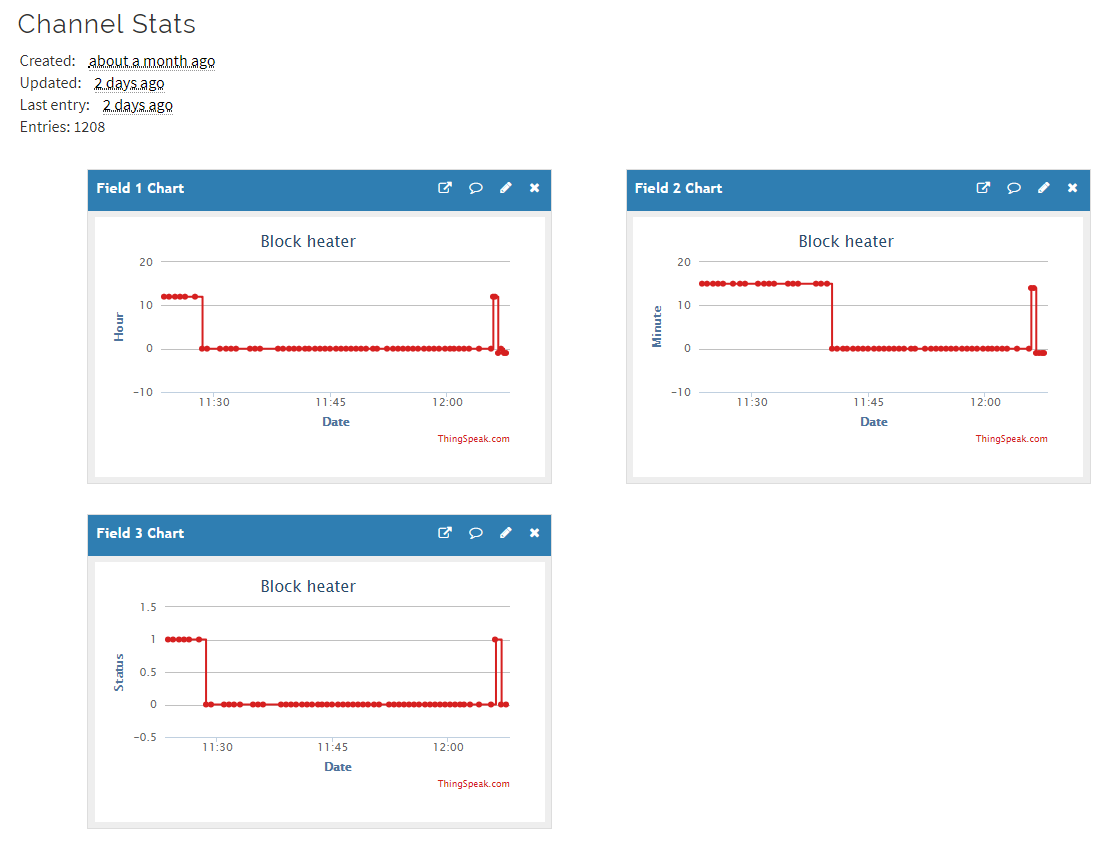 Channel Stats
Created: about a month ago
Updated: 2 days ago
Last entry: 2 days ago
Entries: 1208
Field 1 Chart
Block heater
Hour
20
10
0
−10
11:30 11:45 12:00
Date
ThingSpeak.com
Field 2 Chart
Block heater
Minute
20
10
0
−10
11:30 11:45 12:00
Date
ThingSpeak.com
Field 3 Chart
Block heater
Status
1.5
1
0.5
0
−0.5
11:30 11:45 12:00
Date
ThingSpeak.com